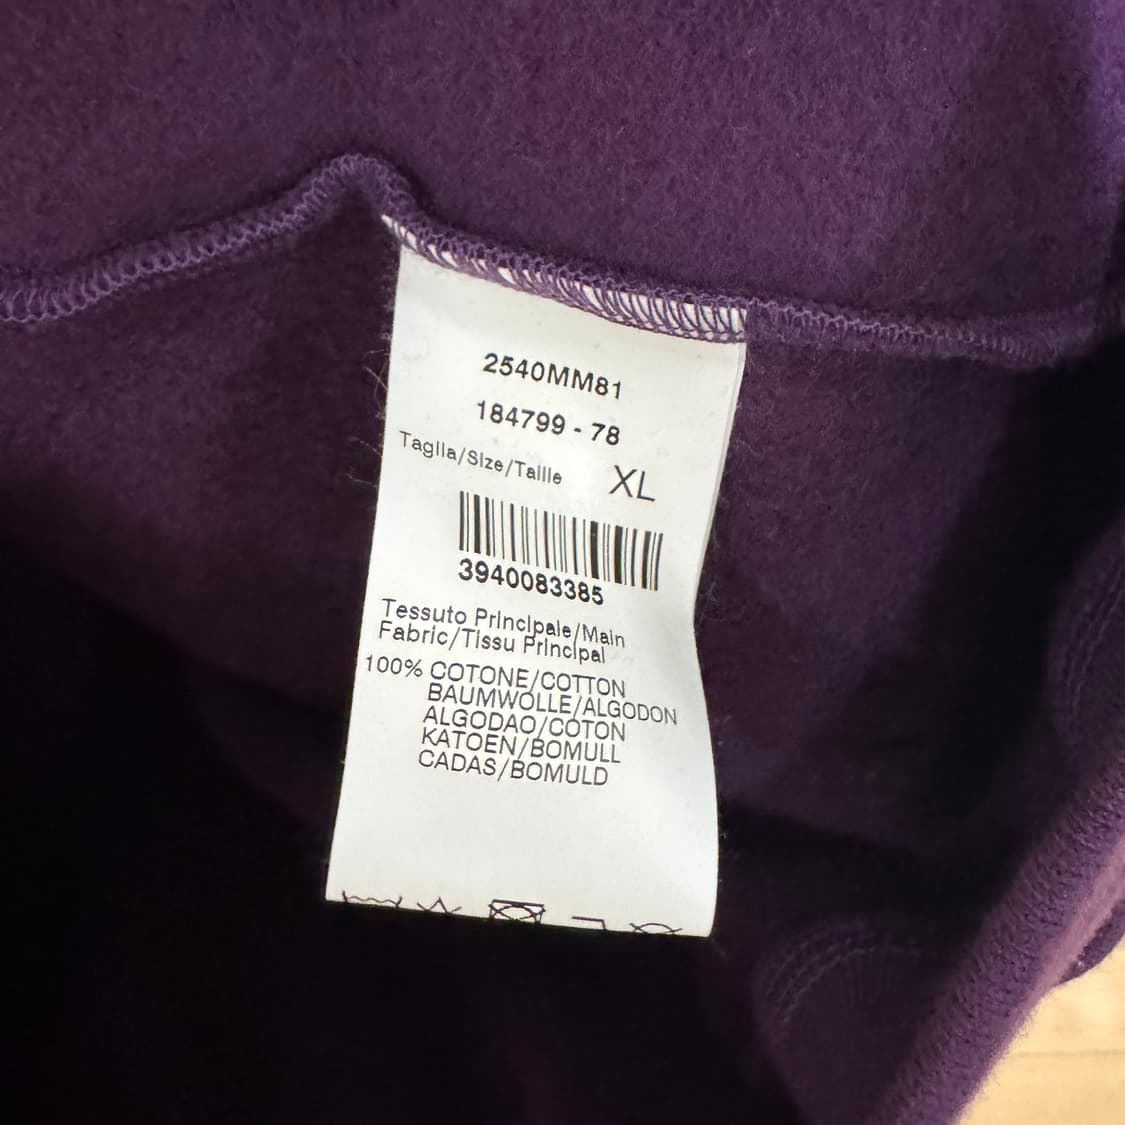 2540MM81
184799 - 78
Taglia/Size/Taille XL
3940083385
Tessuto Principale/Main
Fabric/Tissu Principal
100% COTONE/COTTON
BAUMWOLLE/ALGODON
ALGODAO/COTON
KATOEN/BOMULL
CADAS/BOMULD